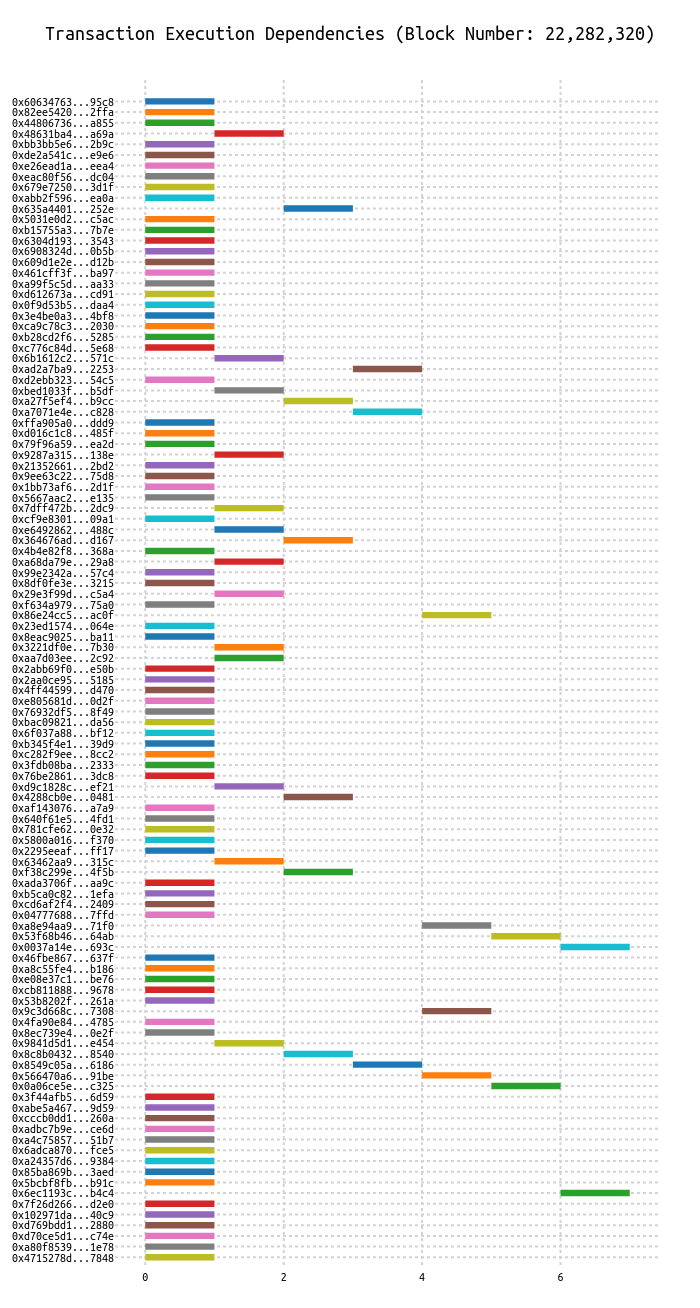 Transaction Execution Dependencies (Block Number: 22,282,320)
0x60634763...95c8
0x82ee5420...2ffa
0x44806736...a855
0x48631ba4...a69a
0xbb3bb5e6...2b9c
0xde2a541c...e9e6
0xe26ead1a...eea4
0xeac80f56...dc04
0x679e7250...3d1f
0xabb2f596...ea0a
0x635a4401...252e
0x5031e0d2...c5ac
0xb15755a3...7b7e
0x6304d193...3543
0x6908324d...0b5b
0x609d1e2e...d12b
0x461cff3f...ba97
0xa99f5c5d...aa33
0xd612673a...cd91
0x0f9d53b5...daa4
0x3e4be0a3...4bf8
0xca9c78c3...2030
0xb28cd2f6...5285
0xc776c84d...5e68
0x6b1612c2...571c
0xad2a7ba9...2253
0xd2ebb323...54c5
0xbed1033f...b5df
0xa27f5ef4...b9cc
0xa7071e4e...c828
0xffa905a0...ddd9
0xd016c1c8...485f
0x79f96a59...ea2d
0x9287a315...138e
0x21352661...2bd2
0x9ee63c22...75d8
0x1bb73af6...2d1f
0x5667aac2...e135
0x7dff472b...2dc9
0xcf9e8301...09a1
0xe6492862...488c
0x364676ad...d167
0x4b4e82f8...368a
0xa68da79e...29a8
0x99e2342a...57c4
0x8df0fe3e...3215
0x29e3f99d...c5a4
0xf634a979...75a0
0x86e24cc5...ac0f
0x23ed1574...064e
0x8eac9025...ba11
0x3221df0e...7b30
0xaa7d03ee...2c92
0x2abb69f0...e50b
0x2aa0ce95...5185
0x4ff44599...d470
0xe805681d...0d2f
0x76932df5...8f49
0xbac09821...da56
0x6f037a88...bf12
0xb345f4e1...39d9
0xc282f9ee...8cc2
0x3fdb08ba...2333
0x76be2861...3dc8
0xd9c1828c...ef21
0x4288cb0e...0481
0xaf143076...a7a9
0x640f61e5...4fd1
0x781cfe62...0e32
0x5800a016...f370
0x2295eeaf...ff17
0x63462aa9...315c
0xf38c299e...4f5b
0xada3706f...aa9c
0xb5ca0c82...1efa
0xcd6af2f4...2409
0x04777688...7ffd
0xa8e94aa9...71f0
0x53f68b46...64ab
0x0037a14e...693c
0x46fbe867...637f
0xa8c55fe4...b186
0xe08e37c1...be76
0xcb811888...9678
0x53b8202f...261a
0x9c3d668c...7308
0x4fa90e84...4785
0x8ec739e4...0e2f
0x9841d5d1...e454
0x8c8b0432...8540
0x8549c05a...6186
0x566470a6...91be
0x0a06ce5e...c325
0x3f44afb5...6d59
0xabe5a467...9d59
0xcccb0dd1...260a
0xadbc7b9e...ce6d
0xa4c75857...51b7
0x6adca870...fce5
0xa24357d6...9384
0x85ba869b...3aed
0x5bcbf8fb...b91c
0x6ec1193c...b4c4
0x7f26d266...d2e0
0x102971da...40c9
0xd769bdd1...2880
0xd70ce5d1...c74e
0xa80f8539...1e78
0x4715278d...7848
0 2 4 6